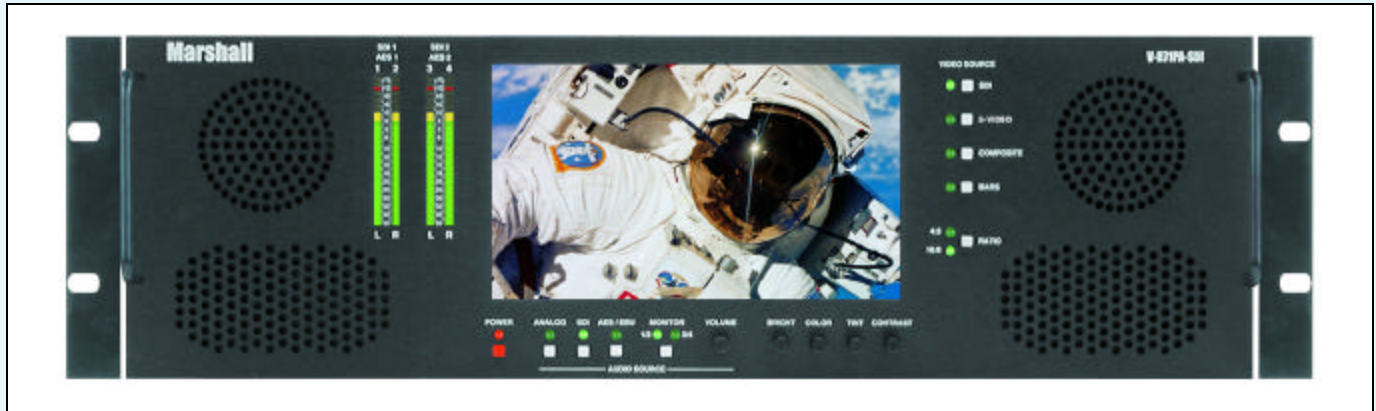 Marshall
SDI 1 SDI 2
AES 1 AES 2
1 2 3 4
L R L R
V-R71PA-SDI
VIDEO SOURCE
SDI
S-VIDEO
COMPOSITE
BARS
4:3
16:9
RATIO
POWER ANALOG SDI AES / EBU MONITOR VOLUME BRIGHT COLOR TINT CONTRAST
1/2 3/4
AUDIO SOURCE